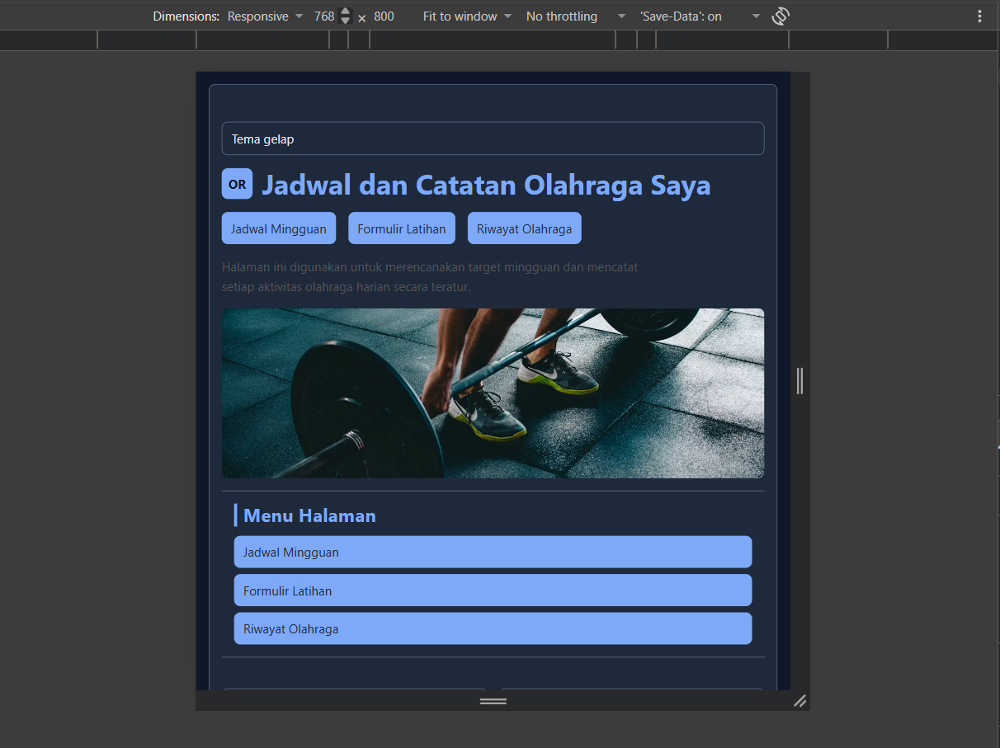 Dimensions: Responsive 768 × 800 Fit to window No throttling 'Save-Data': on
Tema gelap
OR Jadwal dan Catatan Olahraga Saya
Jadwal Mingguan Formulir Latihan Riwayat Olahraga
Halaman ini digunakan untuk merencanakan target mingguan dan mencatat
setiap aktivitas olahraga harian secara teratur.
Menu Halaman
Jadwal Mingguan
Formulir Latihan
Riwayat Olahraga